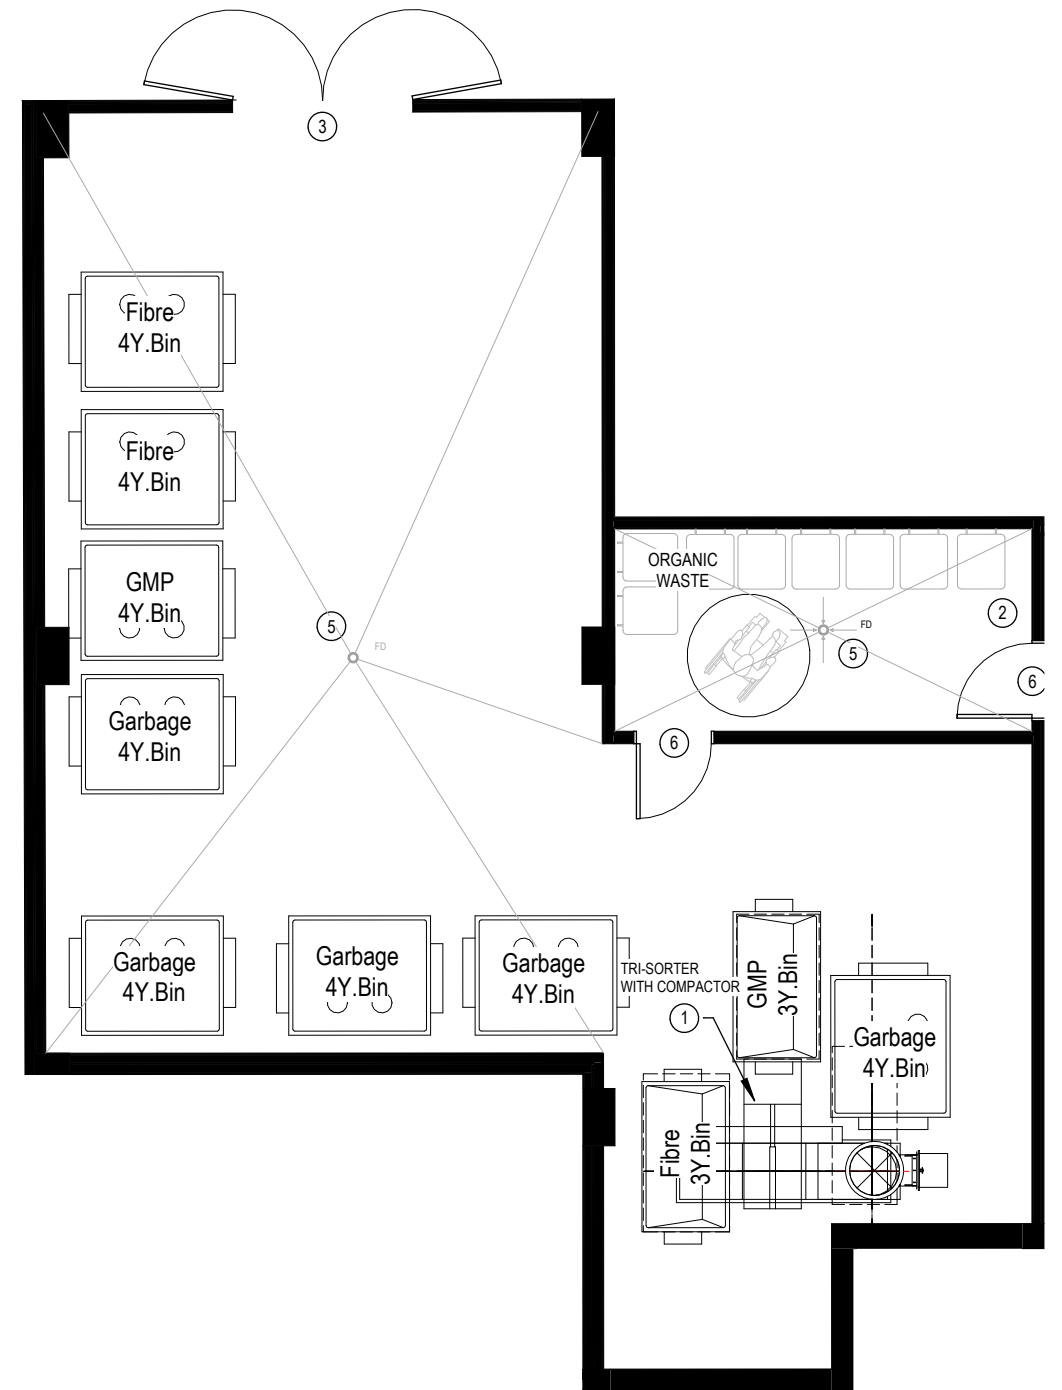 3
Fibre
4Y.Bin
Fibre
4Y.Bin
GMP
4Y.Bin
5
FD
ORGANIC
WASTE
2
FD
5
6
6
Garbage
4Y.Bin
Garbage
4Y.Bin
Garbage
4Y.Bin
Garbage
4Y.Bin
TRI-SORTER
WITH COMPACTOR
1
GMP
3Y.Bin
Garbage
4Y.Bin
Fibre
3Y.Bin